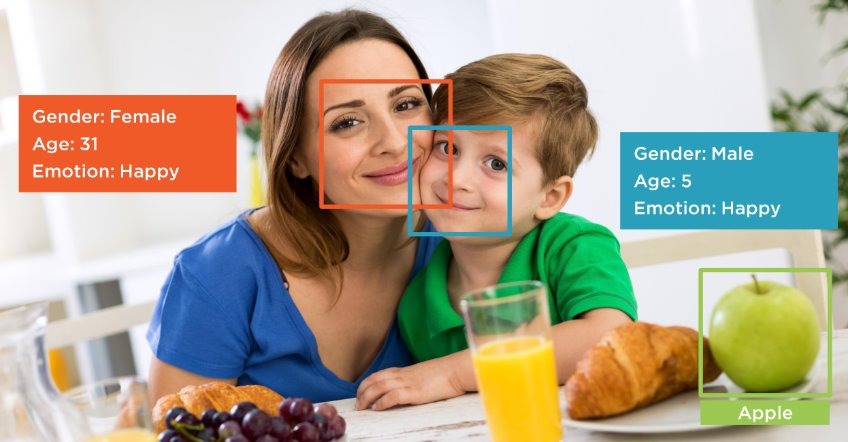 Gender: Female
Age: 31
Emotion: Happy
Gender: Male
Age: 5
Emotion: Happy
Apple